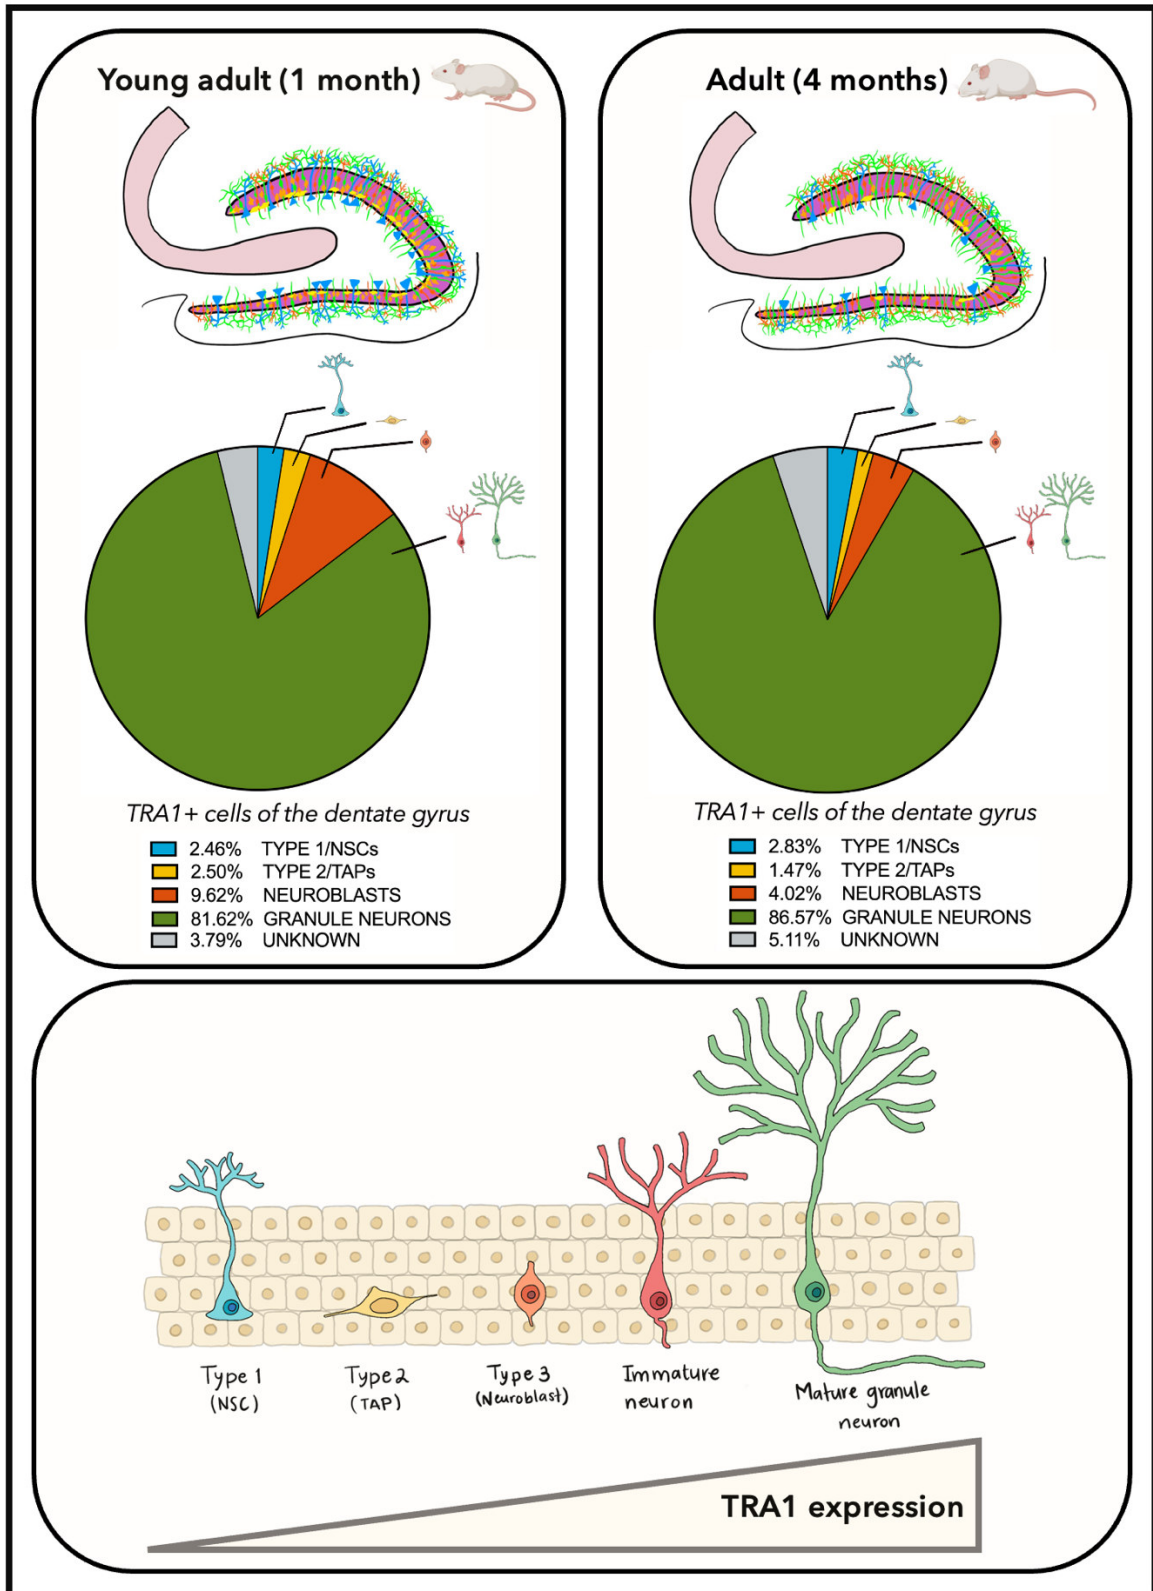 Young adult (1 month)
TRA1+ cells of the dentate gyrus
2.46% TYPE 1/NSCs
2.50% TYPE 2/TAPs
9.62% NEUROBLASTS
81.62% GRANULE NEURONS
3.79% UNKNOWN
Adult (4 months)
TRA1+ cells of the dentate gyrus
2.83% TYPE 1/NSCs
1.47% TYPE 2/TAPs
4.02% NEUROBLASTS
86.57% GRANULE NEURONS
5.11% UNKNOWN
Type 1
(NSC)
Type 2
(TAP)
Type 3
(Neuroblast)
Immature
neuron
Mature granule
neuron
TRA1 expression